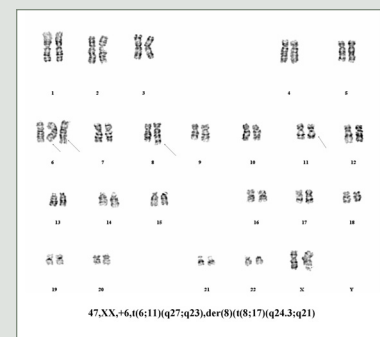 1 2 3 4 5
6 7 8 9 10 11 12
13 14 15 16 17 18
19 20 21 22 X Y
47,XX,+6,t(6;11)(q27;q23),der(8)(t(8;17)(q24.3;q21)